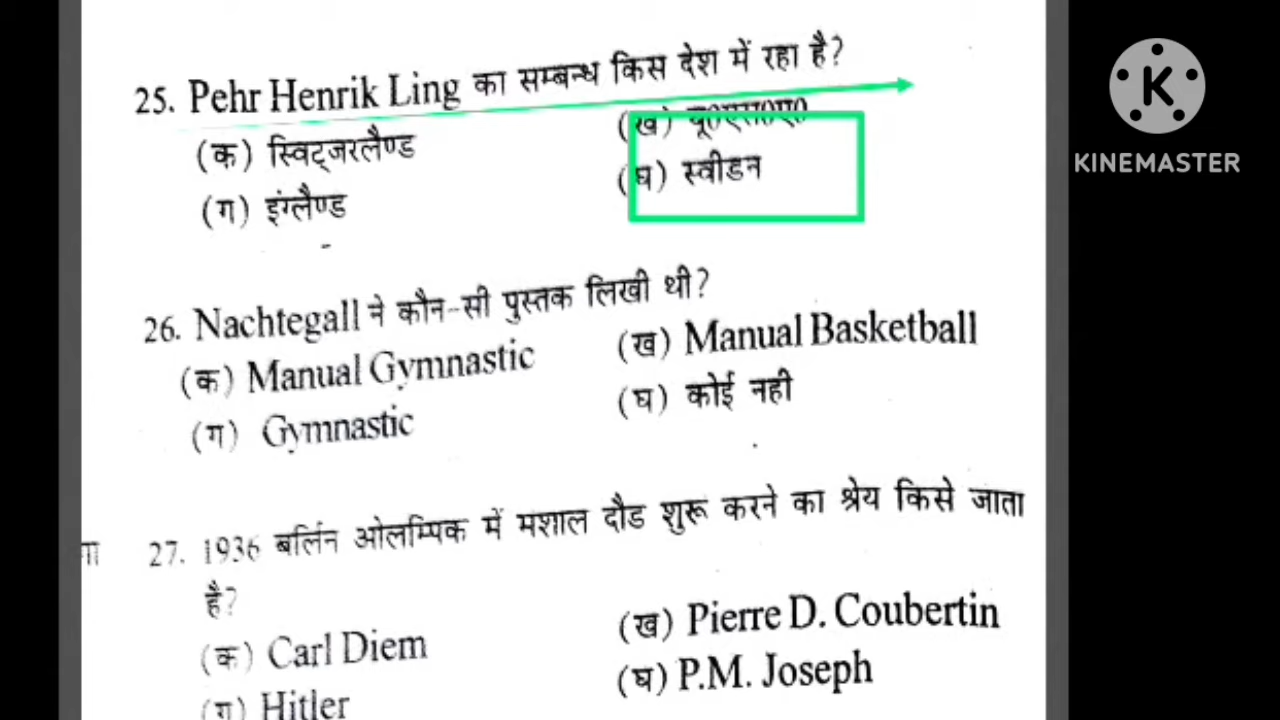 25. Pehr Henrik Ling का सम्बन्ध किस देश में रहा है?
(क) स्विट्जरलैण्ड (ख) यू०एस०ए०
(ग) इंग्लैण्ड (घ) स्वीडन
26. Nachtegall ने कौन-सी पुस्तक लिखी थी?
(क) Manual Gymnastic (ख) Manual Basketball
(ग) Gymnastic (घ) कोई नही
27. 1936 बर्लिन ओलम्पिक में मशाल दौड शुरू करने का श्रेय किसे जाता
है?
(क) Carl Diem (ख) Pierre D. Coubertin
(ग) Hitler (घ) P.M. Joseph
K
KINEMASTER